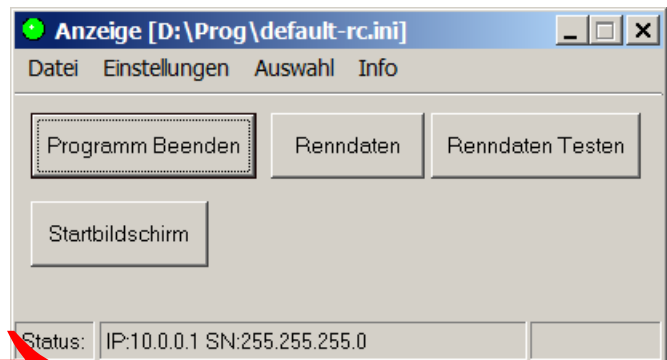 Anzeige [D:\Prog\default-rc.ini]
Datei Einstellungen Auswahl Info
Programm Beenden Renndaten Renndaten Testen
Startbildschirm
Status: IP:10.0.0.1 SN:255.255.255.0